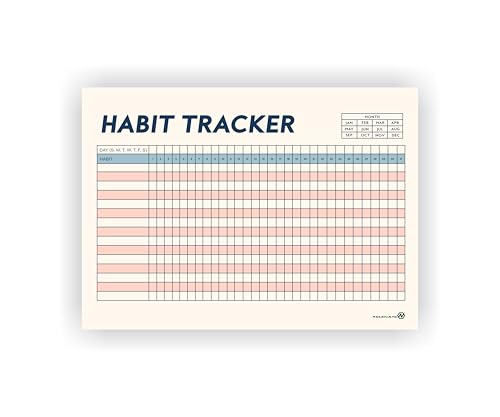 HABIT TRACKER
MONTH
JAN FEB MAR APR
MAY JUN JUL AUG
SEP OCT NOV DEC
DAY (S, M, T, W, T, F, S)
HABIT 1 2 3 4 5 6 7 8 9 10 11 12 13 14 15 16 17 18 19 20 21 22 23 24 25 26 27 28 29 30 31